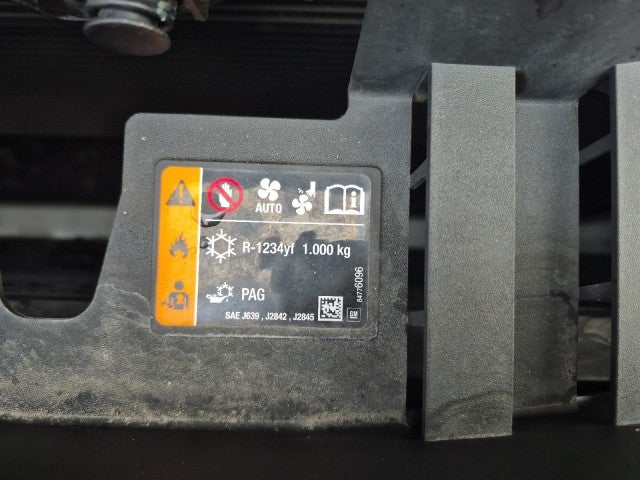 AUTO
R-1234yf 1.000 kg
PAG
SAE J639 , J2842 , J2845
GM
84776096